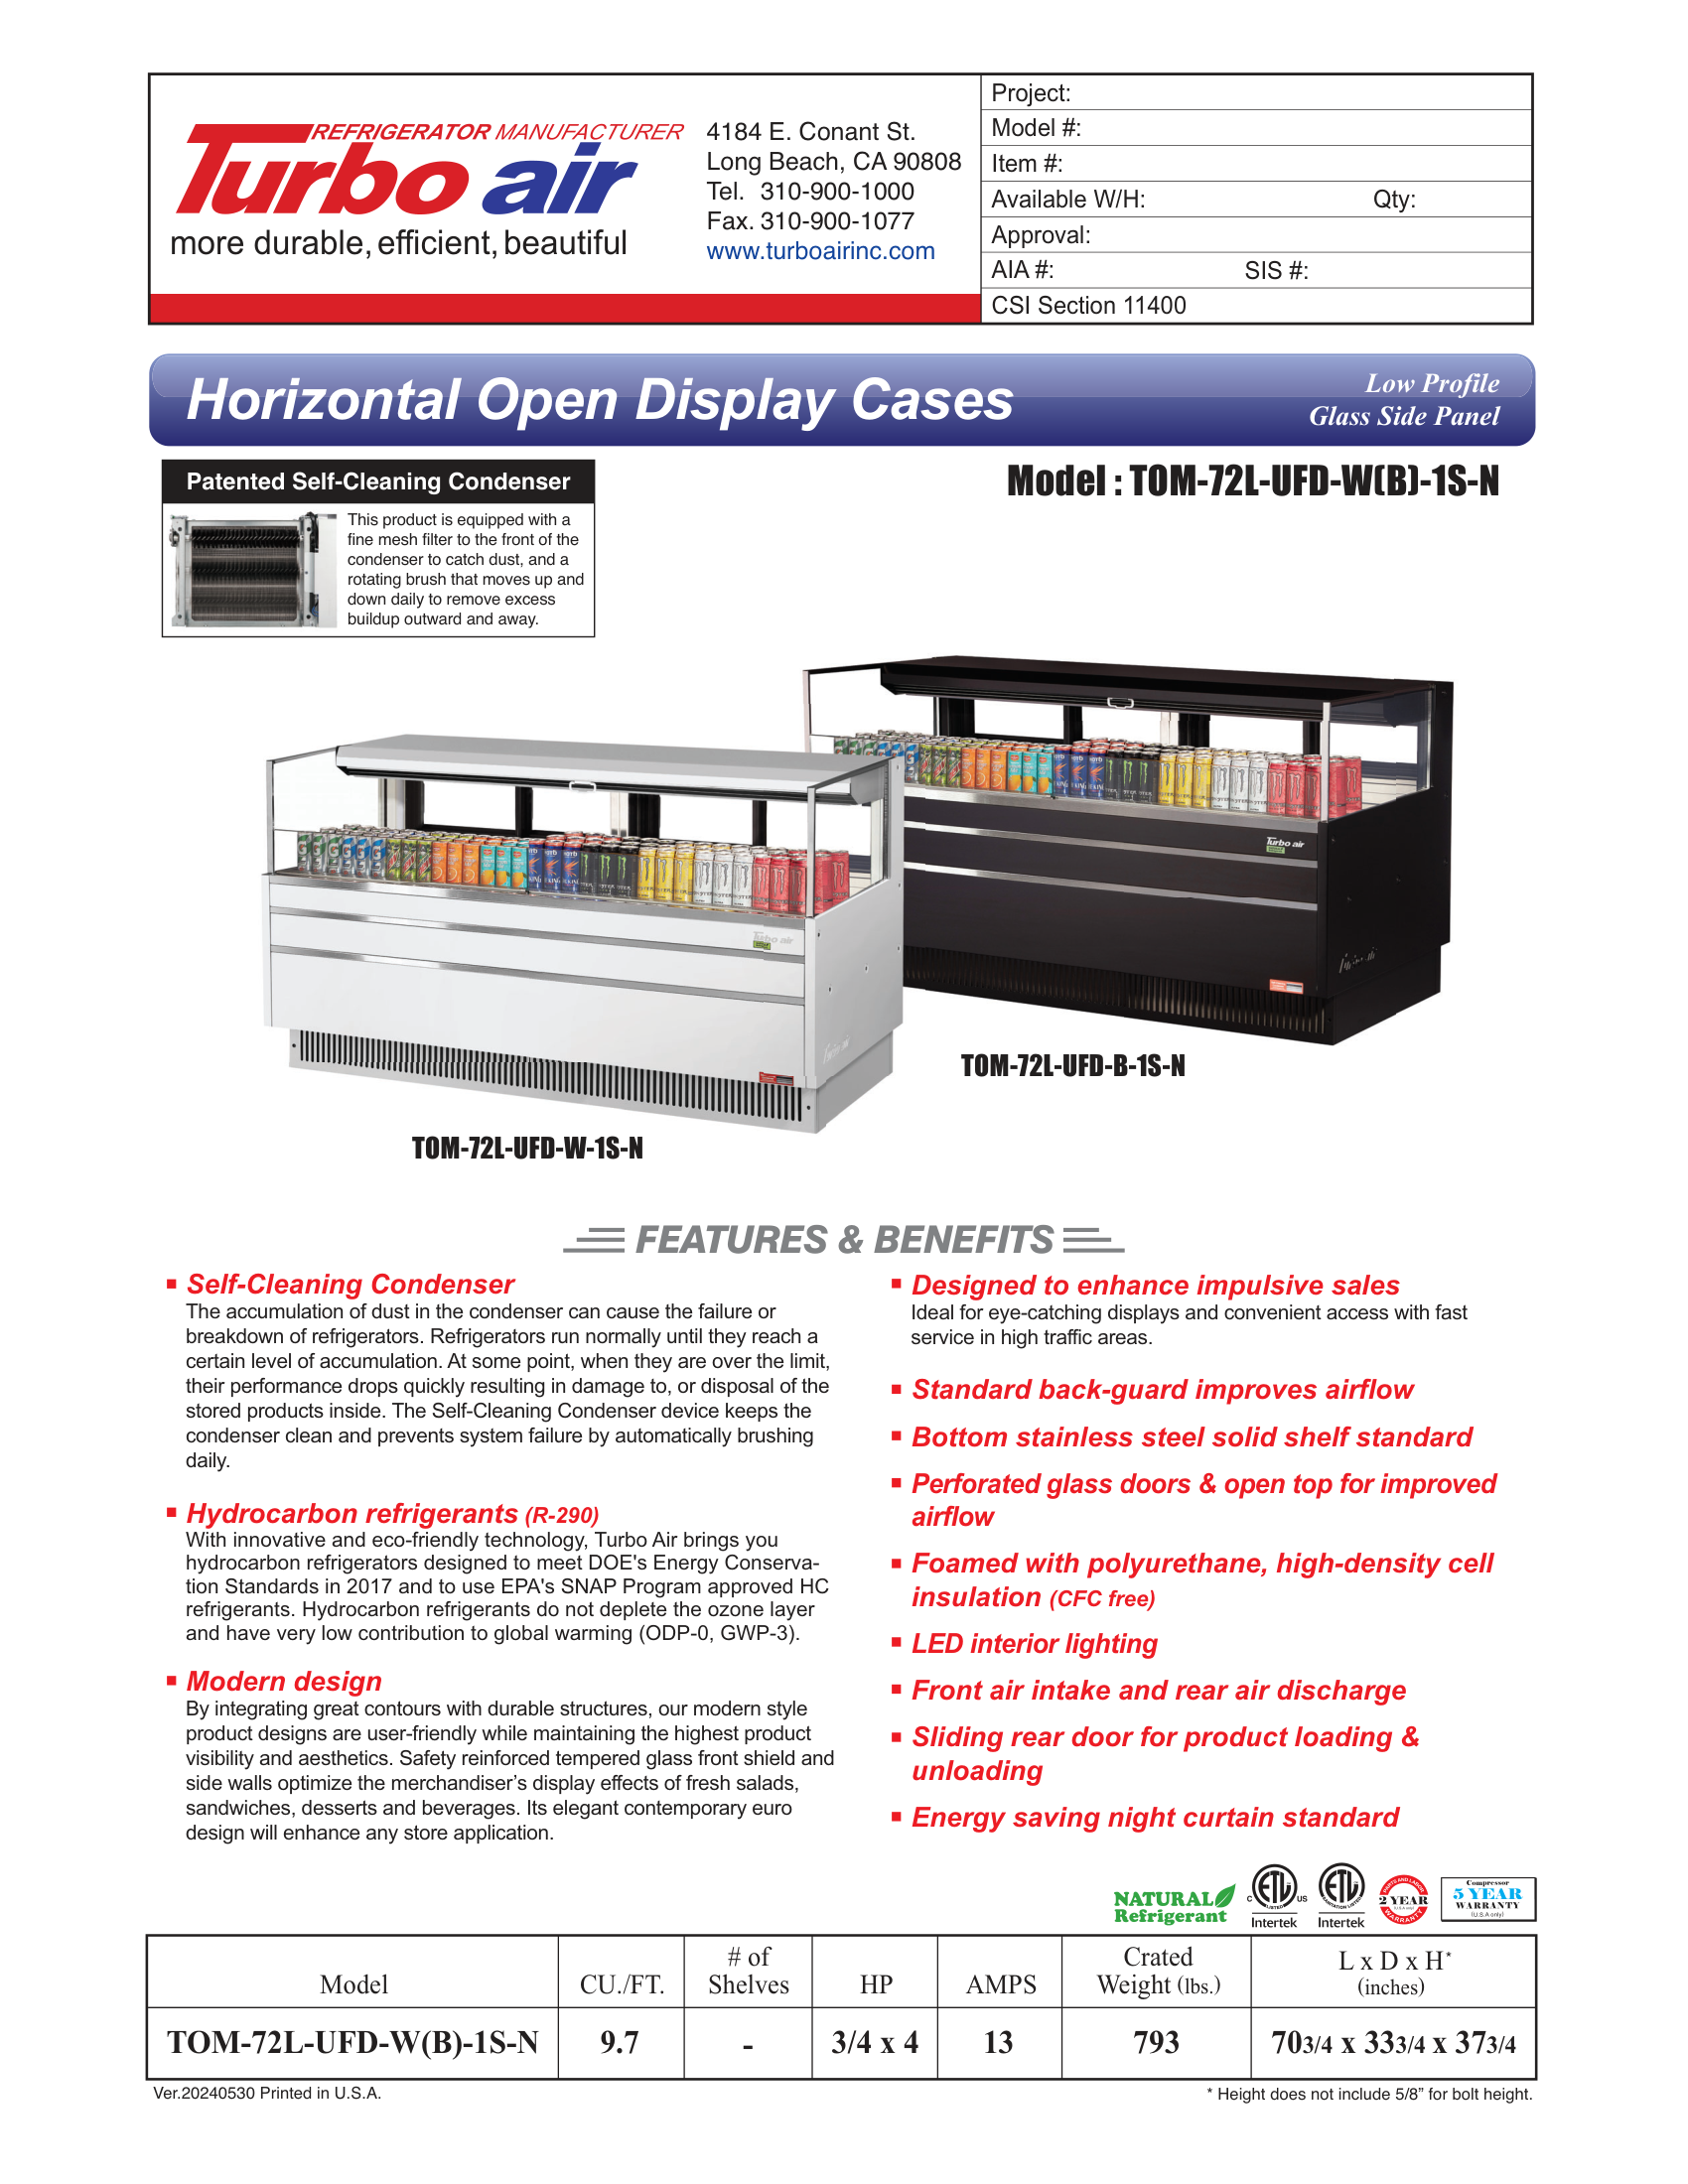 REFRIGERATOR MANUFACTURER
Turbo air
more durable, efficient, beautiful
4184 E. Conant St.
Long Beach, CA 90808
Tel. 310-900-1000
Fax. 310-900-1077
www.turboairinc.com
Project:
Model #:
Item #:
Available W/H: Qty:
Approval:
AIA #: SIS #:
CSI Section 11400
Horizontal Open Display Cases
Low Profile
Glass Side Panel
Patented Self-Cleaning Condenser
This product is equipped with a
fine mesh filter to the front of the
condenser to catch dust, and a
rotating brush that moves up and
down daily to remove excess
buildup outward and away.
Model : TOM-72L-UFD-W(B)-1S-N
Turbo air
Turbo air
TOM-72L-UFD-B-1S-N
TOM-72L-UFD-W-1S-N
FEATURES & BENEFITS
Self-Cleaning Condenser
The accumulation of dust in the condenser can cause the failure or
breakdown of refrigerators. Refrigerators run normally until they reach a
certain level of accumulation. At some point, when they are over the limit,
their performance drops quickly resulting in damage to, or disposal of the
stored products inside. The Self-Cleaning Condenser device keeps the
condenser clean and prevents system failure by automatically brushing
daily.
Hydrocarbon refrigerants (R-290)
With innovative and eco-friendly technology, Turbo Air brings you
hydrocarbon refrigerators designed to meet DOE's Energy Conserva-
tion Standards in 2017 and to use EPA's SNAP Program approved HC
refrigerants. Hydrocarbon refrigerants do not deplete the ozone layer
and have very low contribution to global warming (ODP-0, GWP-3).
Modern design
By integrating great contours with durable structures, our modern style
product designs are user-friendly while maintaining the highest product
visibility and aesthetics. Safety reinforced tempered glass front shield and
side walls optimize the merchandiser’s display effects of fresh salads,
sandwiches, desserts and beverages. Its elegant contemporary euro
design will enhance any store application.
Designed to enhance impulsive sales
Ideal for eye-catching displays and convenient access with fast
service in high traffic areas.
Standard back-guard improves airflow
Bottom stainless steel solid shelf standard
Perforated glass doors & open top for improved
airflow
Foamed with polyurethane, high-density cell
insulation (CFC free)
LED interior lighting
Front air intake and rear air discharge
Sliding rear door for product loading &
unloading
Energy saving night curtain standard
NATURAL
Refrigerant
C ETL US
LISTED
Intertek
ETL
SANITATION LISTED
Intertek
PARTS AND LABOR
2 YEAR
(U.S.A only)
WARRANTY
Compressor
5 YEAR
WARRANTY
(U.S.A only)
Model CU./FT. # of Shelves HP AMPS Crated Weight (lbs.) L x D x H* (inches)
TOM-72L-UFD-W(B)-1S-N 9.7 - 3/4 x 4 13 793 703/4 x 333/4 x 373/4
Ver.20240530 Printed in U.S.A.
* Height does not include 5/8” for bolt height.